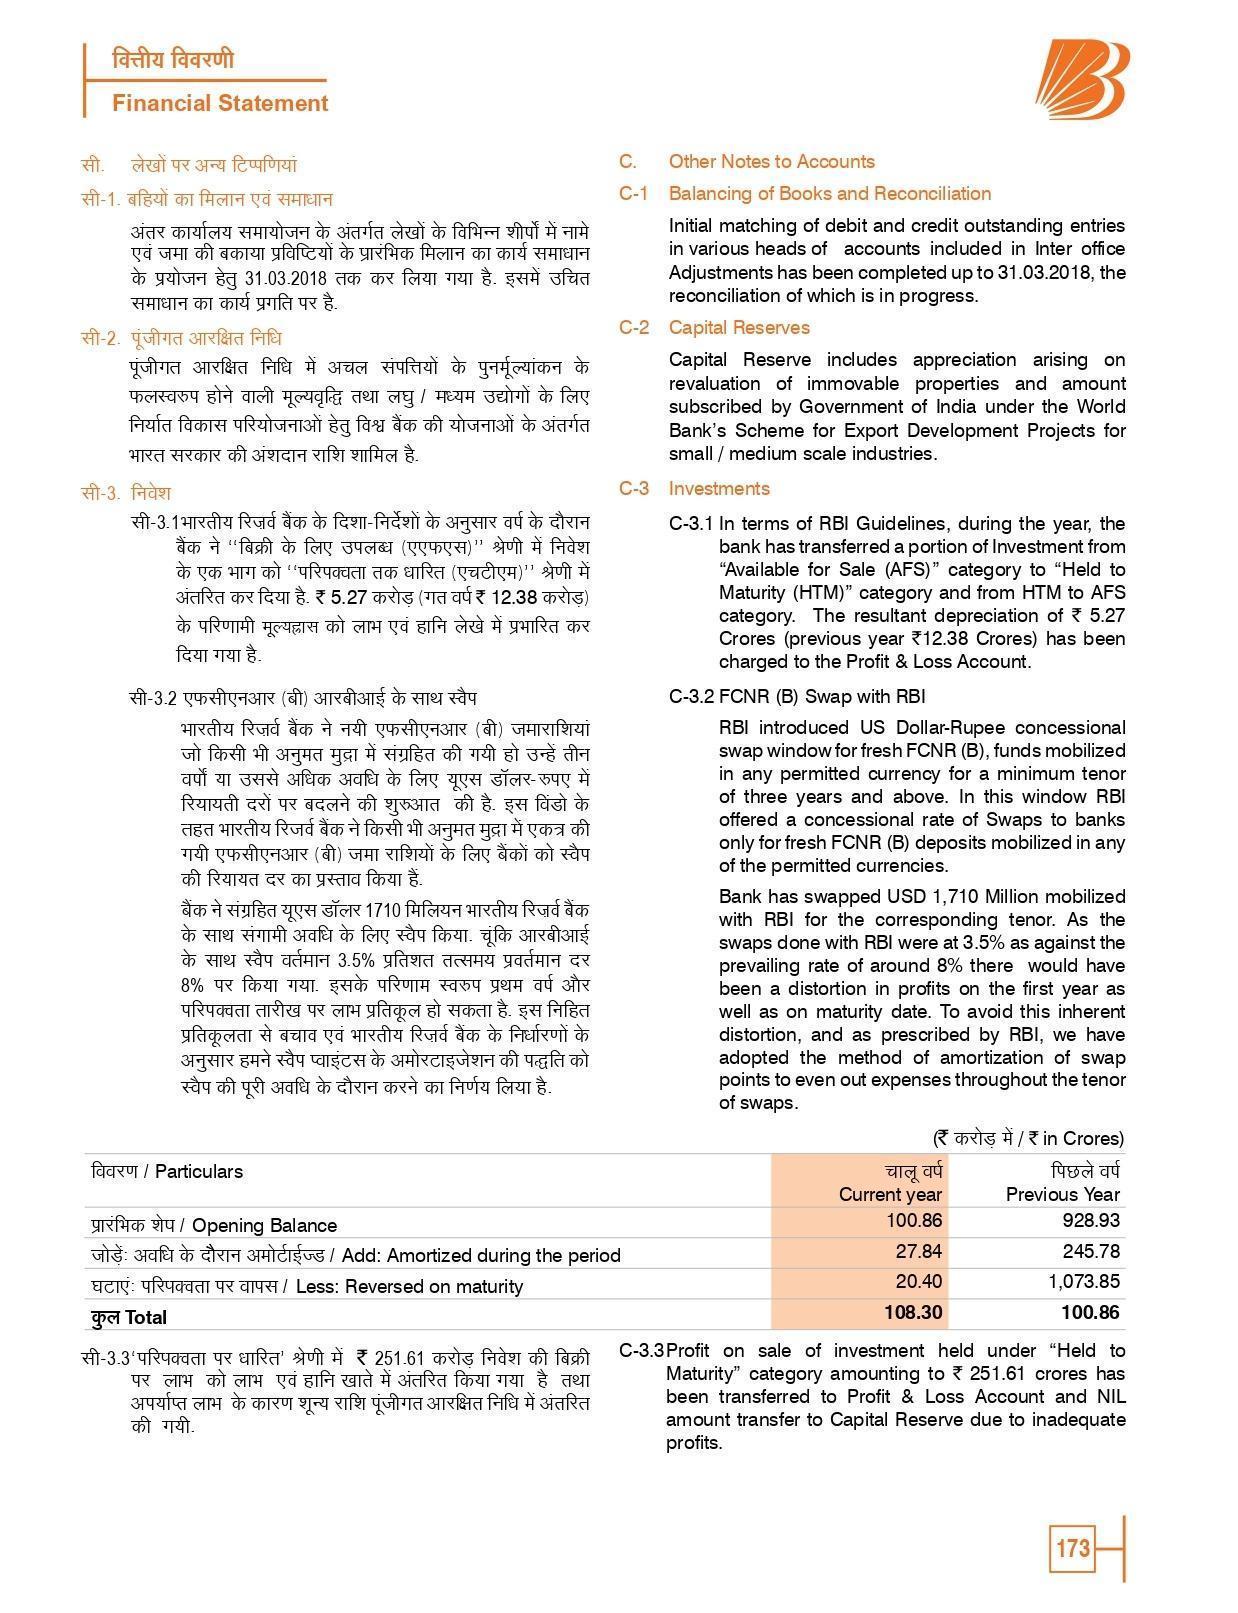 वित्तीय विवरणी
Financial Statement
सी. लेखों पर अन्य टिप्पणियां
सी-1. बहियों का मिलान एवं समाधान
अंतर कार्यालय समायोजन के अंतर्गत लेखों के विभिन्न शीर्षों में नामे
एवं जमा की बकाया प्रविष्टियों के प्रारंभिक मिलान का कार्य समाधान
के प्रयोजन हेतु 31.03.2018 तक कर लिया गया है. इसमें उचित
समाधान का कार्य प्रगति पर है.
सी-2. पूंजीगत आरक्षित निधि
पूंजीगत आरक्षित निधि में अचल संपत्तियों के पुनर्मूल्यांकन के
फलस्वरुप होने वाली मूल्यवृद्धि तथा लघु / मध्यम उद्योगों के लिए
निर्यात विकास परियोजनाओं हेतु विश्व बैंक की योजनाओं के अंतर्गत
भारत सरकार की अंशदान राशि शामिल है.
सी-3. निवेश
सी-3.1भारतीय रिज़र्व बैंक के दिशा-निर्देशों के अनुसार वर्ष के दौरान
बैंक ने ‘‘बिक्री के लिए उपलब्ध (एएफएस)’’ श्रेणी में निवेश
के एक भाग को ‘‘परिपक्वता तक धारित (एचटीएम)’’ श्रेणी में
अंतरित कर दिया है. ₹ 5.27 करोड़ (गत वर्ष ₹ 12.38 करोड़)
के परिणामी मूल्यह्रास को लाभ एवं हानि लेखे में प्रभारित कर
दिया गया है.
सी-3.2 एफसीएनआर (बी) आरबीआई के साथ स्वैप
भारतीय रिज़र्व बैंक ने नयी एफसीएनआर (बी) जमाराशियां
जो किसी भी अनुमत मुद्रा में संग्रहित की गयी हो उन्हें तीन
वर्षों या उससे अधिक अवधि के लिए यूएस डॉलर-रुपए में
रियायती दरों पर बदलने की शुरुआत की है. इस विंडो के
तहत भारतीय रिजर्व बैंक ने किसी भी अनुमत मुद्रा में एकत्र की
गयी एफसीएनआर (बी) जमा राशियों के लिए बैंकों को स्वैप
की रियायत दर का प्रस्ताव किया हैं.
बैंक ने संग्रहित यूएस डॉलर 1710 मिलियन भारतीय रिज़र्व बैंक
के साथ संगामी अवधि के लिए स्वैप किया. चूंकि आरबीआई
के साथ स्वैप वर्तमान 3.5% प्रतिशत तत्समय प्रवर्तमान दर
8% पर किया गया. इसके परिणाम स्वरुप प्रथम वर्ष और
परिपक्वता तारीख पर लाभ प्रतिकूल हो सकता है. इस निहित
प्रतिकूलता से बचाव एवं भारतीय रिज़र्व बैंक के निर्धारणों के
अनुसार हमने स्वैप प्वाइंटस के अमोरटाइजेशन की पद्धति को
स्वैप की पूरी अवधि के दौरान करने का निर्णय लिया है.
C. Other Notes to Accounts
C-1 Balancing of Books and Reconciliation
Initial matching of debit and credit outstanding entries
in various heads of accounts included in Inter office
Adjustments has been completed up to 31.03.2018, the
reconciliation of which is in progress.
C-2 Capital Reserves
Capital Reserve includes appreciation arising on
revaluation of immovable properties and amount
subscribed by Government of India under the World
Bank’s Scheme for Export Development Projects for
small / medium scale industries.
C-3 Investments
C-3.1 In terms of RBI Guidelines, during the year, the
bank has transferred a portion of Investment from
“Available for Sale (AFS)” category to “Held to
Maturity (HTM)” category and from HTM to AFS
category. The resultant depreciation of ₹ 5.27
Crores (previous year ₹12.38 Crores) has been
charged to the Profit & Loss Account.
C-3.2 FCNR (B) Swap with RBI
RBI introduced US Dollar-Rupee concessional
swap window for fresh FCNR (B), funds mobilized
in any permitted currency for a minimum tenor
of three years and above. In this window RBI
offered a concessional rate of Swaps to banks
only for fresh FCNR (B) deposits mobilized in any
of the permitted currencies.
Bank has swapped USD 1,710 Million mobilized
with RBI for the corresponding tenor. As the
swaps done with RBI were at 3.5% as against the
prevailing rate of around 8% there would have
been a distortion in profits on the first year as
well as on maturity date. To avoid this inherent
distortion, and as prescribed by RBI, we have
adopted the method of amortization of swap
points to even out expenses throughout the tenor
of swaps.
(₹ करोड़ में / ₹ in Crores)
विवरण / Particulars चालू वर्ष पिछले वर्ष
Current year Previous Year
प्रारंभिक शेष / Opening Balance 100.86 928.93
जोड़ें: अवधि के दौरान अमोर्टाईज्ड / Add: Amortized during the period 27.84 245.78
घटाएं: परिपक्वता पर वापस / Less: Reversed on maturity 20.40 1,073.85
कुल Total 108.30 100.86
सी-3.3‘परिपक्वता पर धारित’ श्रेणी में ₹ 251.61 करोड़ निवेश की बिक्री
पर लाभ को लाभ एवं हानि खाते में अंतरित किया गया है तथा
अपर्याप्त लाभ के कारण शून्य राशि पूंजीगत आरक्षित निधि में अंतरित
की गयी.
C-3.3Profit on sale of investment held under “Held to
Maturity” category amounting to ₹ 251.61 crores has
been transferred to Profit & Loss Account and NIL
amount transfer to Capital Reserve due to inadequate
profits.
173